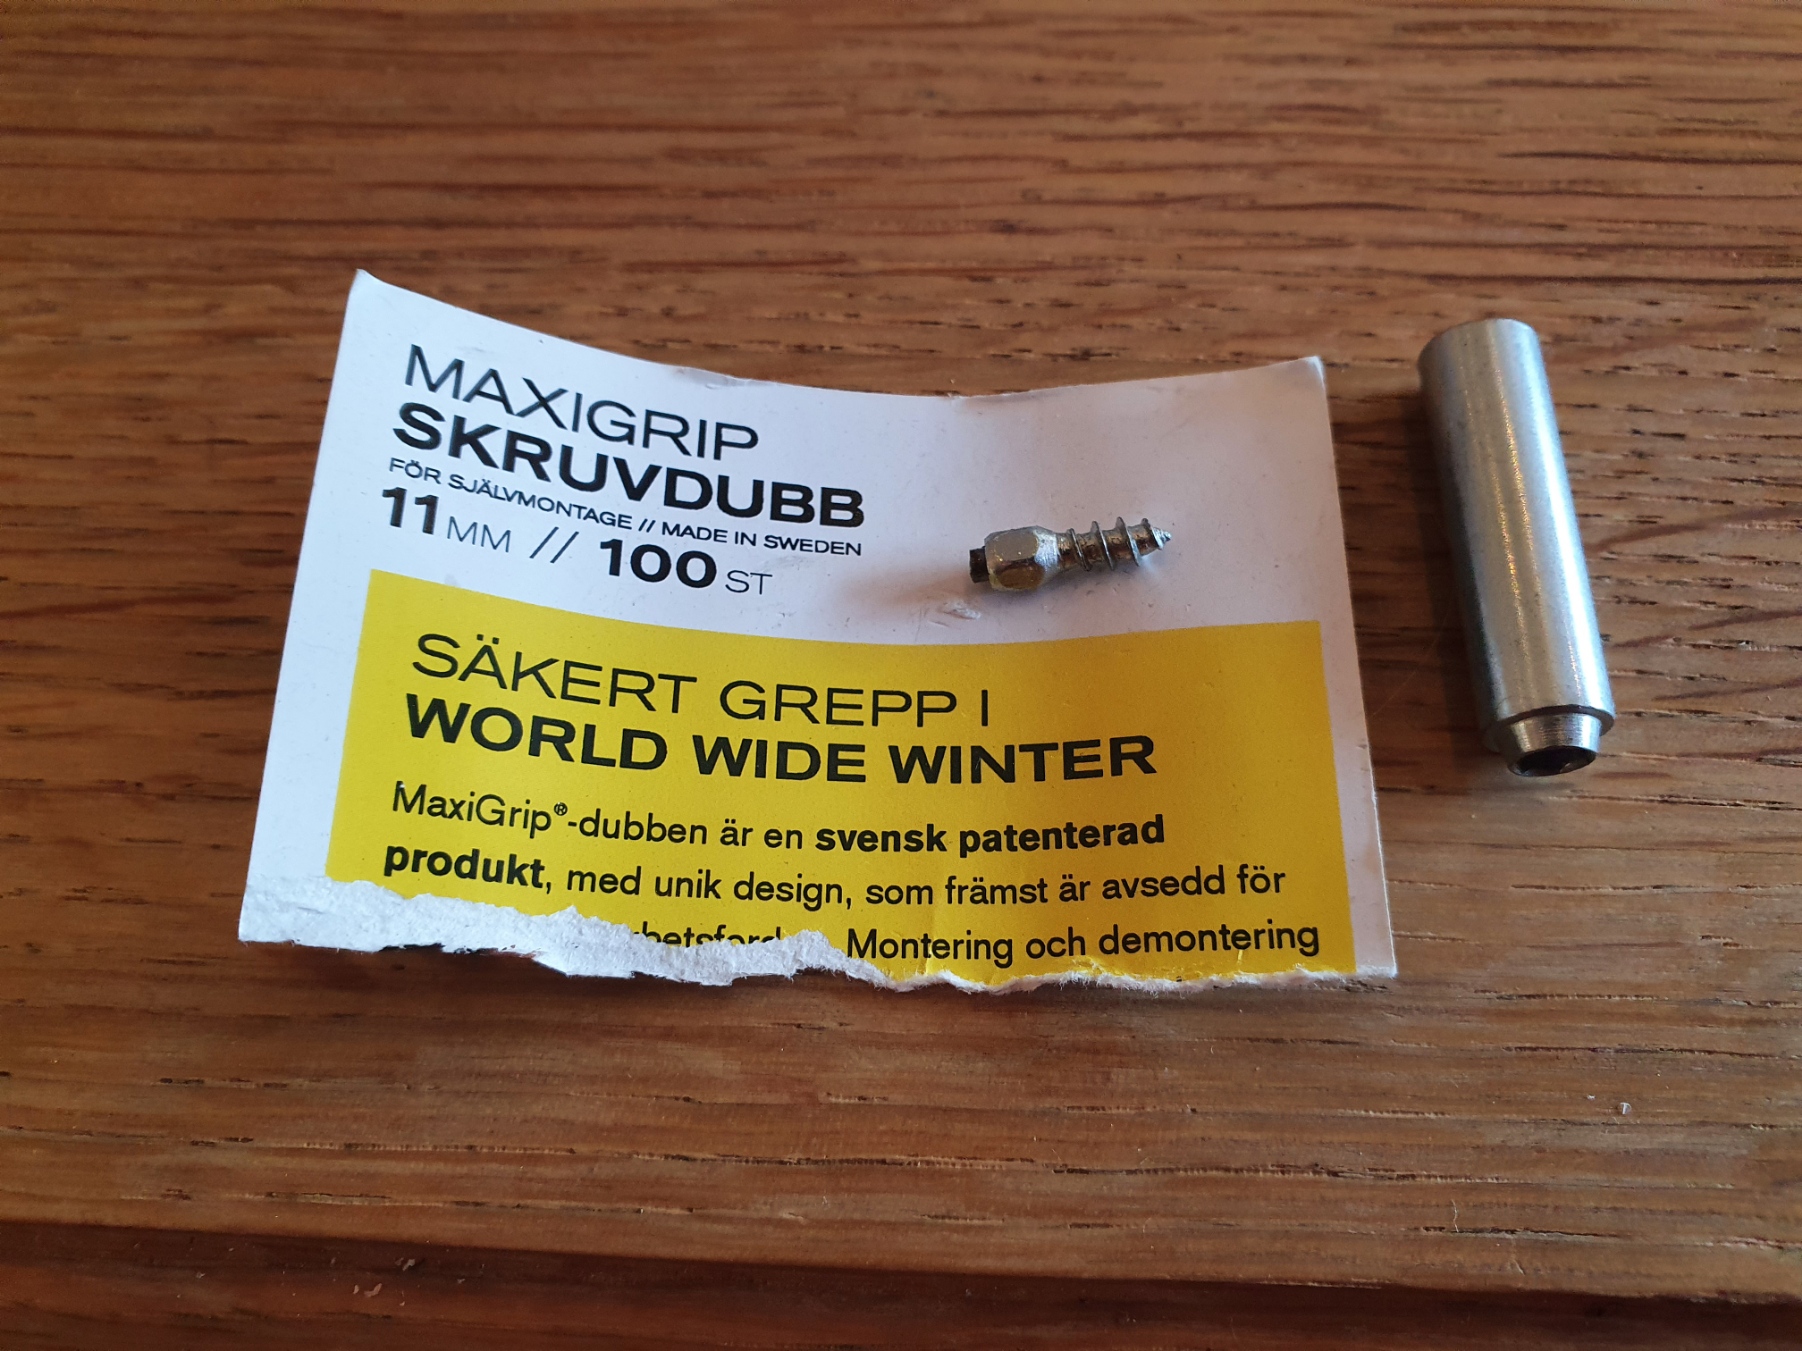 MAXIGRIP
SKRUVDUBB
FÖR SJÄLVMONTAGE // MADE IN SWEDEN
11 MM // 100 ST
SÄKERT GREPP I
WORLD WIDE WINTER
MaxiGrip®-dubben är en svensk patenterad
produkt, med unik design, som främst är avsedd för
Montering och demontering